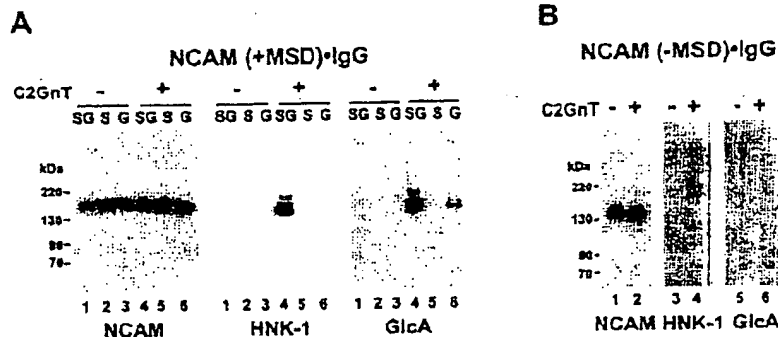 A
NCAM (+MSD)•IgG
C2GnT - + - + - +
SG S G SG S G SG S G SG S G SG S G SG S G
kDa
220-
130-
90-
70-
1 2 3 4 5 6 1 2 3 4 5 6 1 2 3 4 5 6
NCAM HNK-1 GlcA
B
NCAM (-MSD)•IgG
C2GnT - + - + - +
kDa
220-
130-
90-
70-
1 2 3 4 5 6
NCAM HNK-1 GlcA